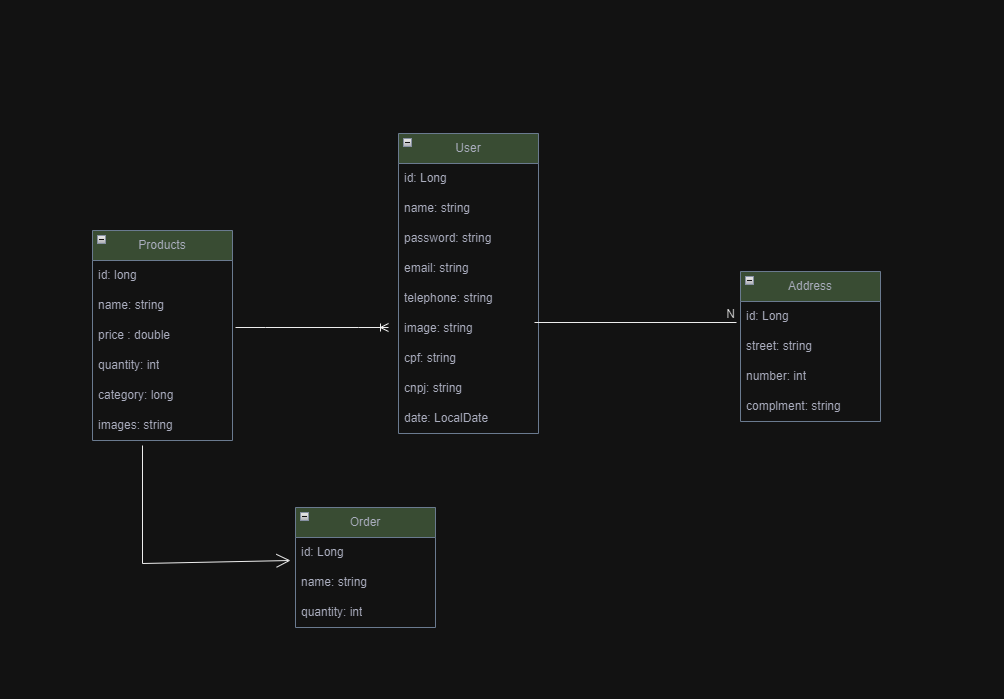 User
id: Long
name: string
password: string
email: string
telephone: string
image: string
cpf: string
cnpj: string
date: LocalDate
Products
id: long
name: string
price : double
quantity: int
category: long
images: string
N
Address
id: Long
street: string
number: int
complment: string
Order
id: Long
name: string
quantity: int